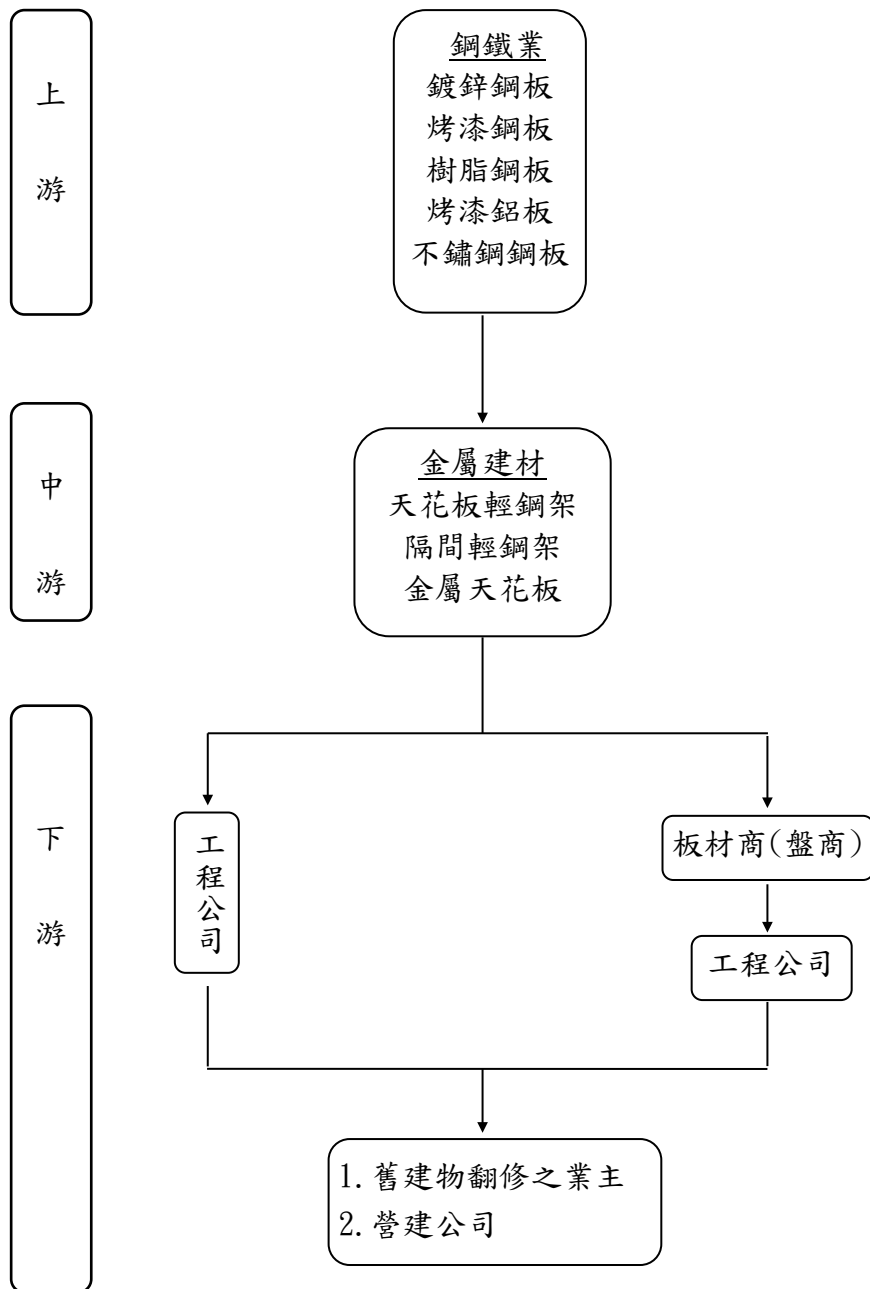 上游
鋼鐵業
鍍鋅鋼板
烤漆鋼板
樹脂鋼板
烤漆鋁板
不鏽鋼鋼板
中游
金屬建材
天花板輕鋼架
隔間輕鋼架
金屬天花板
下游
工程公司
板材商(盤商)
工程公司
1.舊建物翻修之業主
2.營建公司